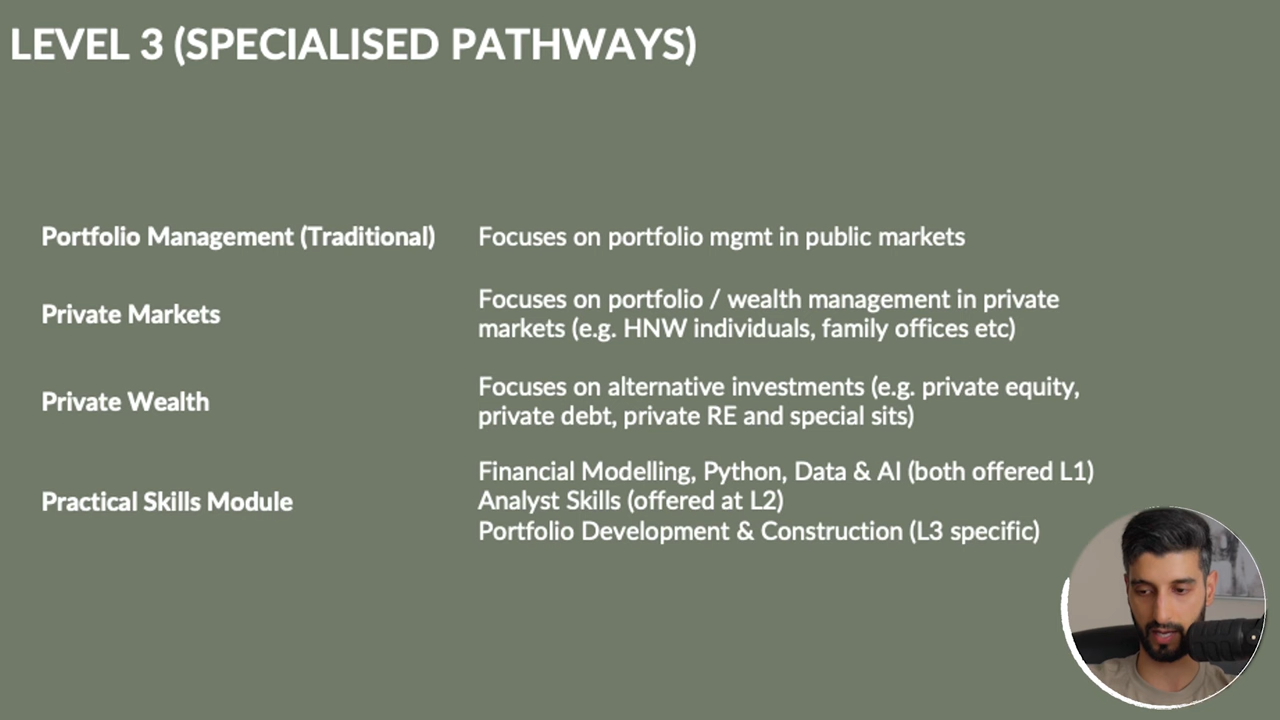 LEVEL 3 (SPECIALISED PATHWAYS)
Portfolio Management (Traditional)
Focuses on portfolio mgmt in public markets
Private Markets
Focuses on portfolio / wealth management in private
markets (e.g. HNW individuals, family offices etc)
Private Wealth
Focuses on alternative investments (e.g. private equity,
private debt, private RE and special sits)
Practical Skills Module
Financial Modelling, Python, Data & AI (both offered L1)
Analyst Skills (offered at L2)
Portfolio Development & Construction (L3 specific)